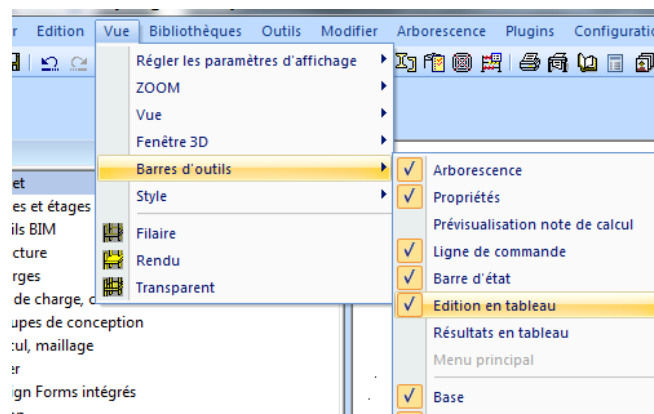 Edition Vue Bibliothèques Outils Modifier Arborescence Plugins
Régler les paramètres d'affichage
ZOOM
Vue
Fenêtre 3D
Barres d'outils
Style
Filaire
Rendu
Transparent
Arborescence
Propriétés
Prévisualisation note de calcul
Ligne de commande
Barre d'état
Edition en tableau
Résultats en tableau
Menu principal
Base
et
es et étages
ils BIM
cture
rges
de charge, c
upes de conception
cul, maillage
er
ign Forms intégrés